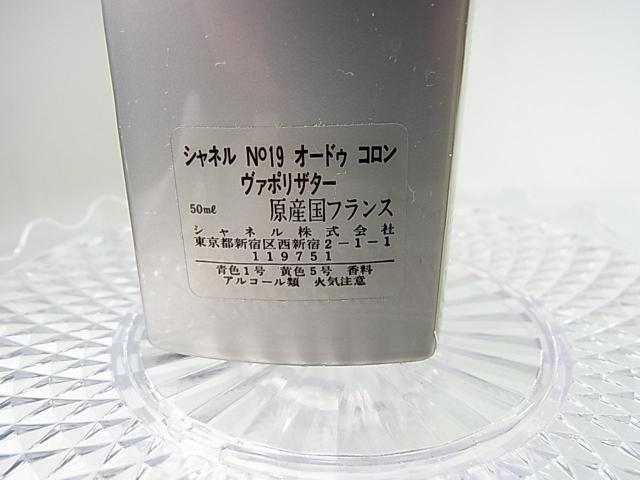 シャネル Nº19 オードゥ コロン
ヴァポリザター
50mℓ 原産国フランス
シャネル株式会社
東京都新宿区西新宿2-1-1
119751
青色1号 黄色5号 香料
アルコール類 火気注意